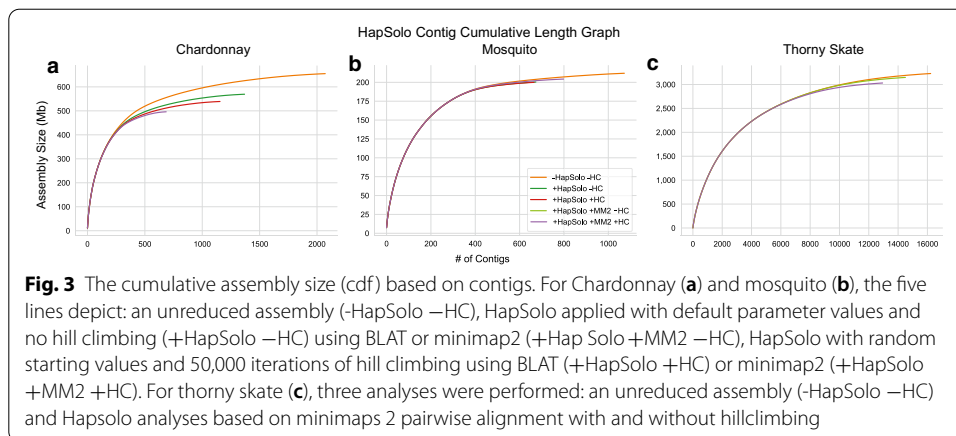 HapSolo Contig Cumulative Length Graph
Chardonnay
Mosquito
Thorny Skate
a
b
c
Assembly Size (Mb)
600
500
400
300
200
100
0
0 500 1000 1500 2000
200
175
150
125
100
75
50
25
0
0 200 400 600 800 1000
-HapSolo -HC
+HapSolo -HC
+HapSolo +HC
+HapSolo +MM2 −HC
+HapSolo +MM2 +HC
3,000
2,500
2,000
1,500
1,000
500
0
0 2000 4000 6000 8000 10000 12000 14000 16000
# of Contigs
Fig. 3 The cumulative assembly size (cdf) based on contigs. For Chardonnay (a) and mosquito (b), the five
lines depict: an unreduced assembly (-HapSolo −HC), HapSolo applied with default parameter values and
no hill climbing (+HapSolo −HC) using BLAT or minimap2 (+Hap Solo +MM2 −HC), HapSolo with random
starting values and 50,000 iterations of hill climbing using BLAT (+HapSolo +HC) or minimap2 (+HapSolo
+MM2 +HC). For thorny skate (c), three analyses were performed: an unreduced assembly (-HapSolo −HC)
and Hapsolo analyses based on minimaps 2 pairwise alignment with and without hillclimbing